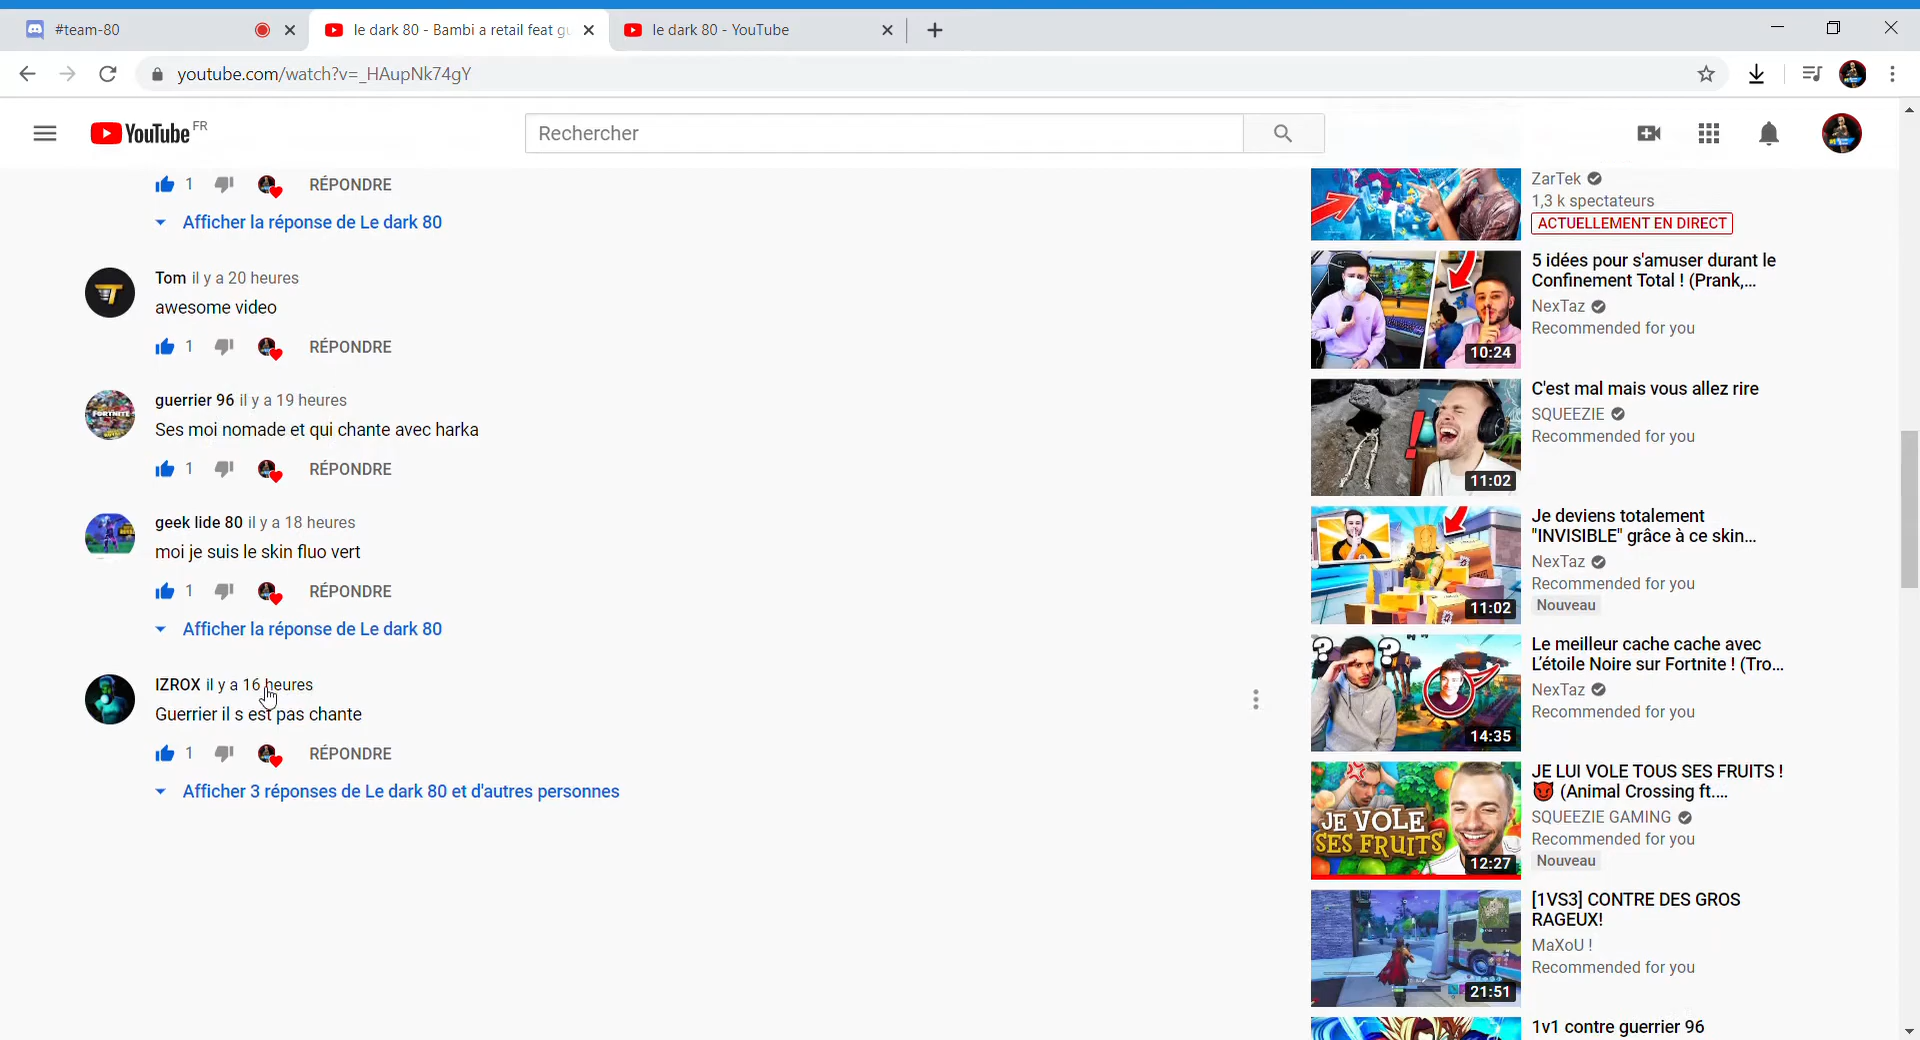 #team-80
le dark 80 - Bambi a retail feat gu
le dark 80 - YouTube
youtube.com/watch?v=_HAupNk74gY
YouTube FR
Rechercher
1 RÉPONDRE
Afficher la réponse de Le dark 80
Tom il y a 20 heures
awesome video
1 RÉPONDRE
guerrier 96 il y a 19 heures
Ses moi nomade et qui chante avec harka
1 RÉPONDRE
geek lide 80 il y a 18 heures
moi je suis le skin fluo vert
1 RÉPONDRE
Afficher la réponse de Le dark 80
IZROX il y a 16 heures
Guerrier il s est pas chante
1 RÉPONDRE
Afficher 3 réponses de Le dark 80 et d'autres personnes
ZarTek
1,3 k spectateurs
ACTUELLEMENT EN DIRECT
5 idées pour s'amuser durant le
Confinement Total ! (Prank,...
NexTaz
Recommended for you
10:24
C'est mal mais vous allez rire
SQUEEZIE
Recommended for you
11:02
Je deviens totalement
"INVISIBLE" grâce à ce skin...
NexTaz
Recommended for you
Nouveau
11:02
Le meilleur cache cache avec
L'étoile Noire sur Fortnite ! (Tro...
NexTaz
Recommended for you
14:35
JE LUI VOLE TOUS SES FRUITS !
😈 (Animal Crossing ft....
SQUEEZIE GAMING
Recommended for you
Nouveau
JE VOLE
SES FRUITS
12:27
[1VS3] CONTRE DES GROS
RAGEUX!
MaXoU !
Recommended for you
21:51
1v1 contre guerrier 96